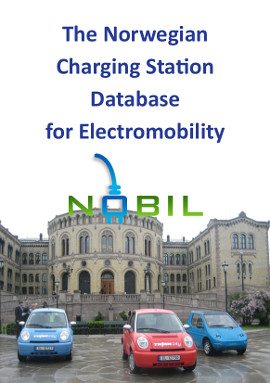 The Norwegian
Charging Station
Database
for Electromobility
NOBIL